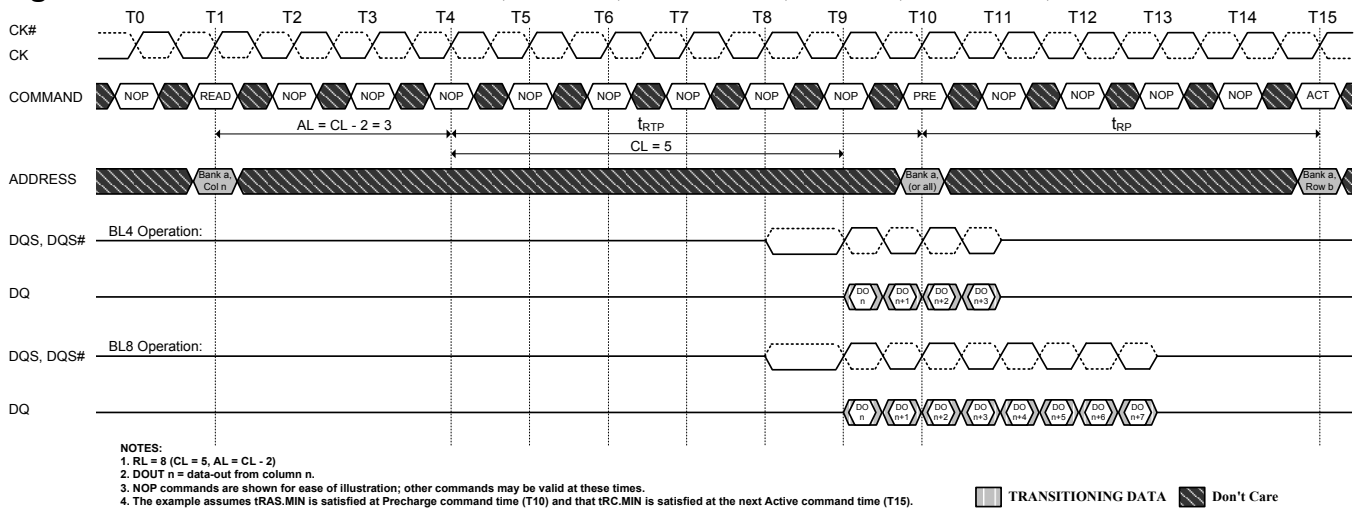 T0 T1 T2 T3 T4 T5 T6 T7 T8 T9 T10 T11 T12 T13 T14 T15
CK#
CK
COMMAND NOP READ NOP NOP NOP NOP NOP NOP NOP NOP PRE NOP NOP NOP NOP ACT
AL = CL - 2 = 3 tRTP tRP
CL = 5
ADDRESS Bank a, Col n Bank a, (or all) Bank a, Row b
BL4 Operation:
DQS, DQS#
DQ DO n DO n+1 DO n+2 DO n+3
BL8 Operation:
DQS, DQS#
DQ DO n DO n+1 DO n+2 DO n+3 DO n+4 DO n+5 DO n+6 DO n+7
NOTES:
1. RL = 8 (CL = 5, AL = CL - 2)
2. DOUT n = data-out from column n.
3. NOP commands are shown for ease of illustration; other commands may be valid at these times.
4. The example assumes tRAS.MIN is satisfied at Precharge command time (T10) and that tRC.MIN is satisfied at the next Active command time (T15).
TRANSITIONING DATA Don't Care